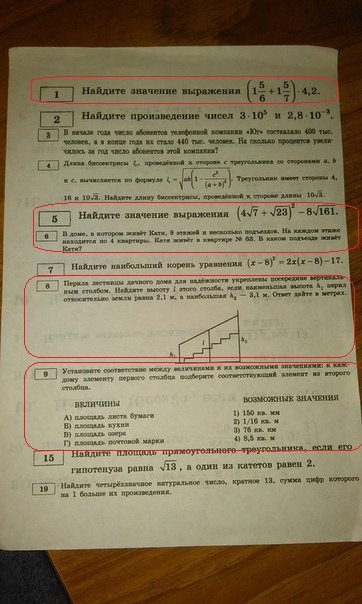 1 Найдите значение выражения (1 5/6 + 1 5/7) · 4,2.
2 Найдите произведение чисел 3·10⁵ и 2,8·10⁻³.
3 В начале года число абонентов телефонной компании «Юг» составляло 400 тыс.
человек, а в конце года их стало 440 тыс. человек. На сколько процентов увели-
чилось за год число абонентов этой компании?
4 Длина биссектрисы l_c, проведённой к стороне c треугольника со сторонами a, b
и c, вычисляется по формуле l_c = √(ab(1 − c²/(a+b)²)). Треугольник имеет стороны 4,
16 и 10√3. Найдите длину биссектрисы, проведённой к стороне длины 10√3.
5 Найдите значение выражения (4√7 + √23)² − 8√161.
6 В доме, в котором живёт Катя, 9 этажей и несколько подъездов. На каждом этаже
находится по 4 квартиры. Катя живёт в квартире № 60. В каком подъезде живёт
Катя?
7 Найдите наибольший корень уравнения (x−8)² = 2x(x−8)−17.
8 Перила лестницы дачного дома для надёжности укреплены посередине вертикаль-
ным столбом. Найдите высоту l этого столба, если наименьшая высота h₁ перил
относительно земли равна 2,1 м, а наибольшая h₂ — 3,1 м. Ответ дайте в метрах.
h₁ l h₂
9 Установите соответствие между величинами и их возможными значениями: к каж-
дому элементу первого столбца подберите соответствующий элемент из второго
столбца.
ВЕЛИЧИНЫ ВОЗМОЖНЫЕ ЗНАЧЕНИЯ
А) площадь листа бумаги 1) 150 кв. мм
Б) площадь кухни 2) 1/16 кв. м
В) площадь озера 3) 76 кв. км
Г) площадь почтовой марки 4) 8,5 кв. м
15 Найдите площадь прямоугольного треугольника, если его
гипотенуза равна √13, а один из катетов равен 2.
19 Найдите четырёхзначное натуральное число, кратное 13, сумма цифр которого
на 1 больше их произведения.